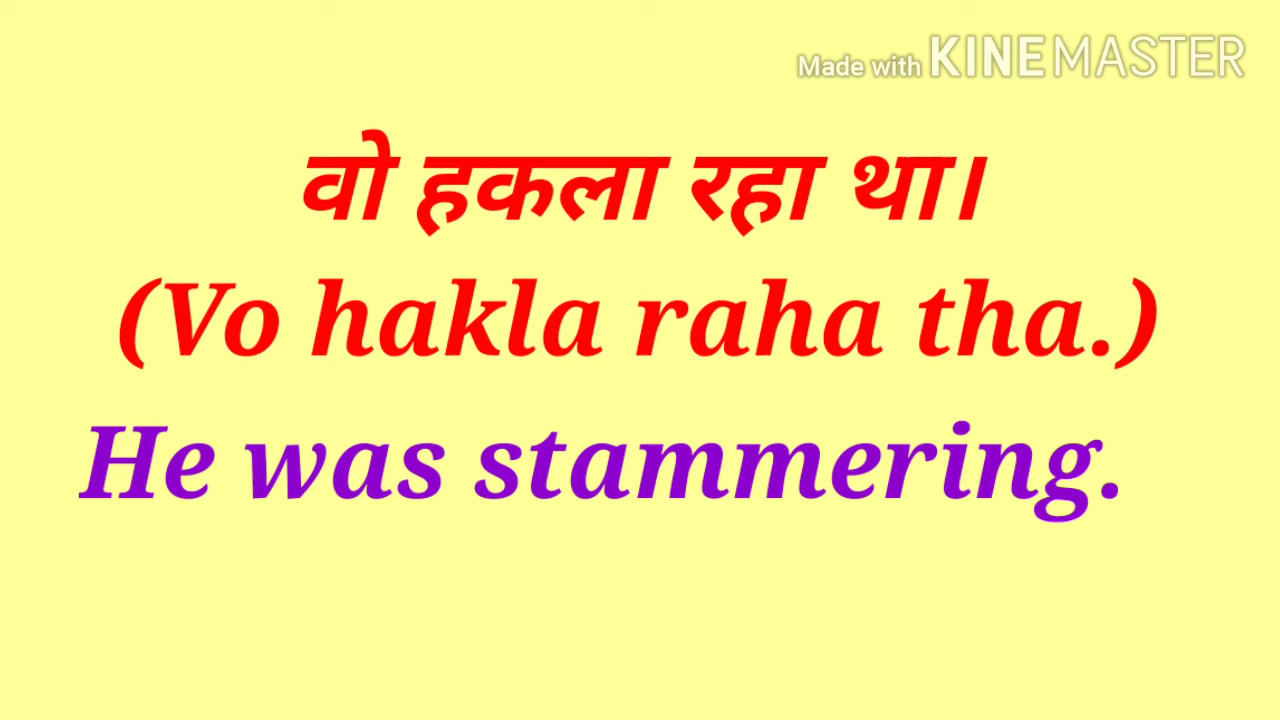 Made with KINEMASTER
वो हकला रहा था।
(Vo hakla raha tha.)
He was stammering.